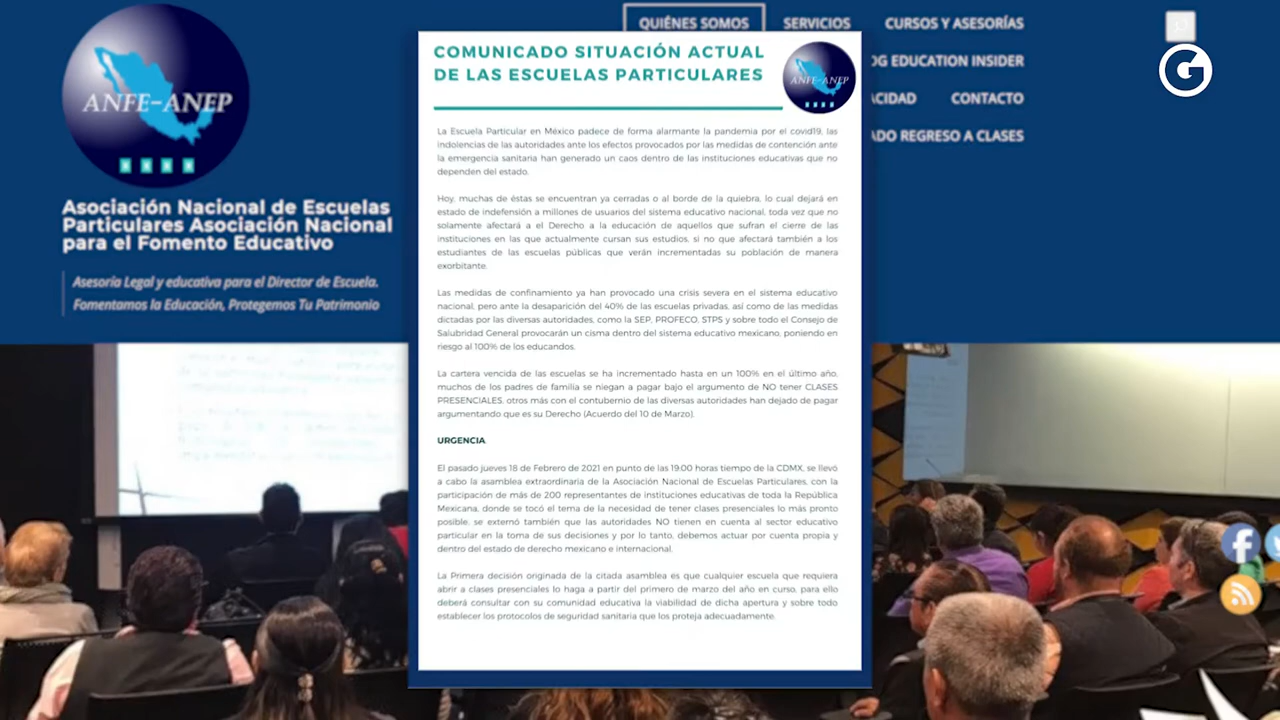 QUIÉNES SOMOS
SERVICIOS
CURSOS Y ASESORÍAS
OG EDUCATION INSIDER
ACIDAD
CONTACTO
ADO REGRESO A CLASES
G
ANFE-ANEP
Asociación Nacional de Escuelas
Particulares Asociación Nacional
para el Fomento Educativo
Asesoría Legal y educativa para el Director de Escuela.
Fomentamos la Educación, Protegemos Tu Patrimonio
COMUNICADO SITUACIÓN ACTUAL
DE LAS ESCUELAS PARTICULARES
ANFE-ANEP
La Escuela Particular en México padece de forma alarmante la pandemia por el covid19, las
indolencias de las autoridades ante los efectos provocados por las medidas de contención ante
la emergencia sanitaria han generado un caos dentro de las instituciones educativas que no
dependen del estado.
Hoy, muchas de éstas se encuentran ya cerradas o al borde de la quiebra, lo cual dejará en
estado de indefensión a millones de usuarios del sistema educativo nacional, toda vez que no
solamente afectará a el Derecho a la educación de aquellos que sufran el cierre de las
instituciones en las que actualmente cursan sus estudios, si no que afectará también a los
estudiantes de las escuelas públicas que verán incrementadas su población de manera
exorbitante.
Las medidas de confinamiento ya han provocado una crisis severa en el sistema educativo
nacional, pero ante la desaparición del 40% de las escuelas privadas, así como de las medidas
dictadas por las diversas autoridades, como la SEP, PROFECO, STPS y sobre todo el Consejo de
Salubridad General provocarán un cisma dentro del sistema educativo mexicano, poniendo en
riesgo al 100% de los educandos.
La cartera vencida de las escuelas se ha incrementado hasta en un 100% en el último año,
muchos de los padres de familia se niegan a pagar bajo el argumento de NO tener CLASES
PRESENCIALES, otros más con el contubernio de las diversas autoridades han dejado de pagar
argumentando que es su Derecho (Acuerdo del 10 de Marzo).
URGENCIA
El pasado jueves 18 de Febrero de 2021 en punto de las 19:00 horas tiempo de la CDMX, se llevó
a cabo la asamblea extraordinaria de la Asociación Nacional de Escuelas Particulares, con la
participación de más de 200 representantes de instituciones educativas de toda la República
Mexicana, donde se tocó el tema de la necesidad de tener clases presenciales lo más pronto
posible, se externó también que las autoridades NO tienen en cuenta al sector educativo
particular en la toma de sus decisiones y por lo tanto, debemos actuar por cuenta propia y
dentro del estado de derecho mexicano e internacional.
La Primera decisión originada de la citada asamblea es que cualquier escuela que requiera
abrir a clases presenciales lo haga a partir del primero de marzo del año en curso, para ello
deberá consultar con su comunidad educativa la viabilidad de dicha apertura y sobre todo
establecer los protocolos de seguridad sanitaria que los proteja adecuadamente.